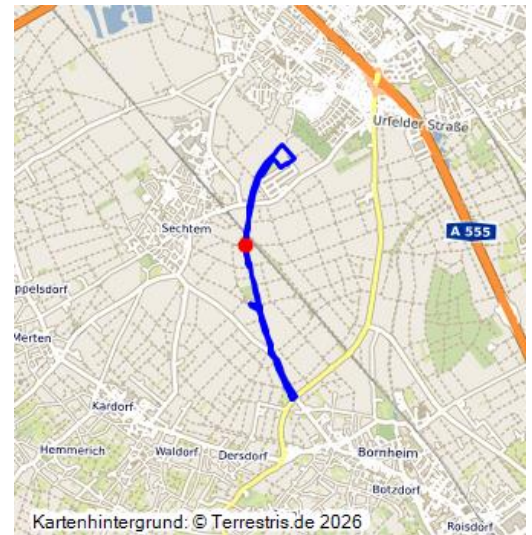 Urfelder Straße
Sechtem
A 555
ppelsdorf
Merten
Kardorf
Hemmerich
Waldorf
Dersdorf
Bornheim
Botzdorf
Roisdorf
Kartenhintergrund: © Terrestris.de 2026